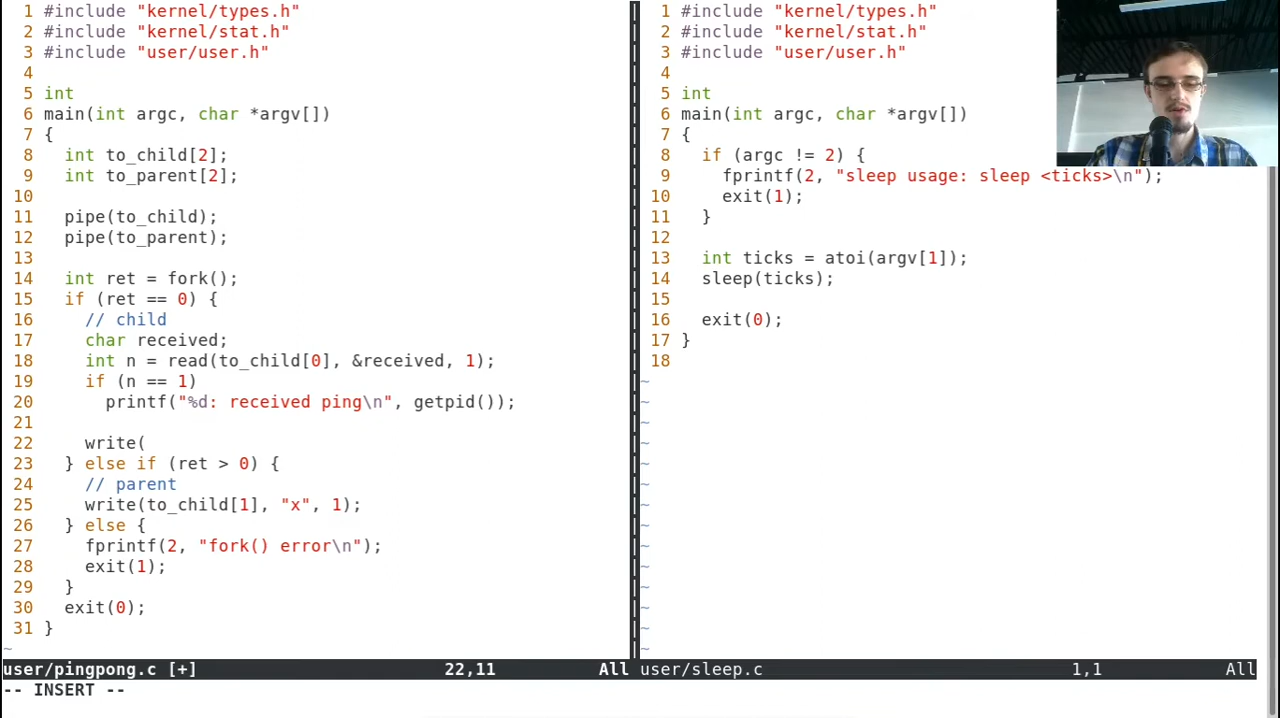 1 #include "kernel/types.h"
2 #include "kernel/stat.h"
3 #include "user/user.h"
4
5 int
6 main(int argc, char *argv[])
7 {
8   int to_child[2];
9   int to_parent[2];
10
11   pipe(to_child);
12   pipe(to_parent);
13
14   int ret = fork();
15   if (ret == 0) {
16     // child
17     char received;
18     int n = read(to_child[0], &received, 1);
19     if (n == 1)
20       printf("%d: received ping\n", getpid());
21
22     write(
23   } else if (ret > 0) {
24     // parent
25     write(to_child[1], "x", 1);
26   } else {
27     fprintf(2, "fork() error\n");
28     exit(1);
29   }
30   exit(0);
31 }
~
user/pingpong.c [+] 22,11 All
-- INSERT --
1 #include "kernel/types.h"
2 #include "kernel/stat.h"
3 #include "user/user.h"
4
5 int
6 main(int argc, char *argv[])
7 {
8   if (argc != 2) {
9     fprintf(2, "sleep usage: sleep <ticks>\n");
10     exit(1);
11   }
12
13   int ticks = atoi(argv[1]);
14   sleep(ticks);
15
16   exit(0);
17 }
18
~
~
~
~
~
~
~
~
~
~
~
~
~
~
user/sleep.c 1,1 All